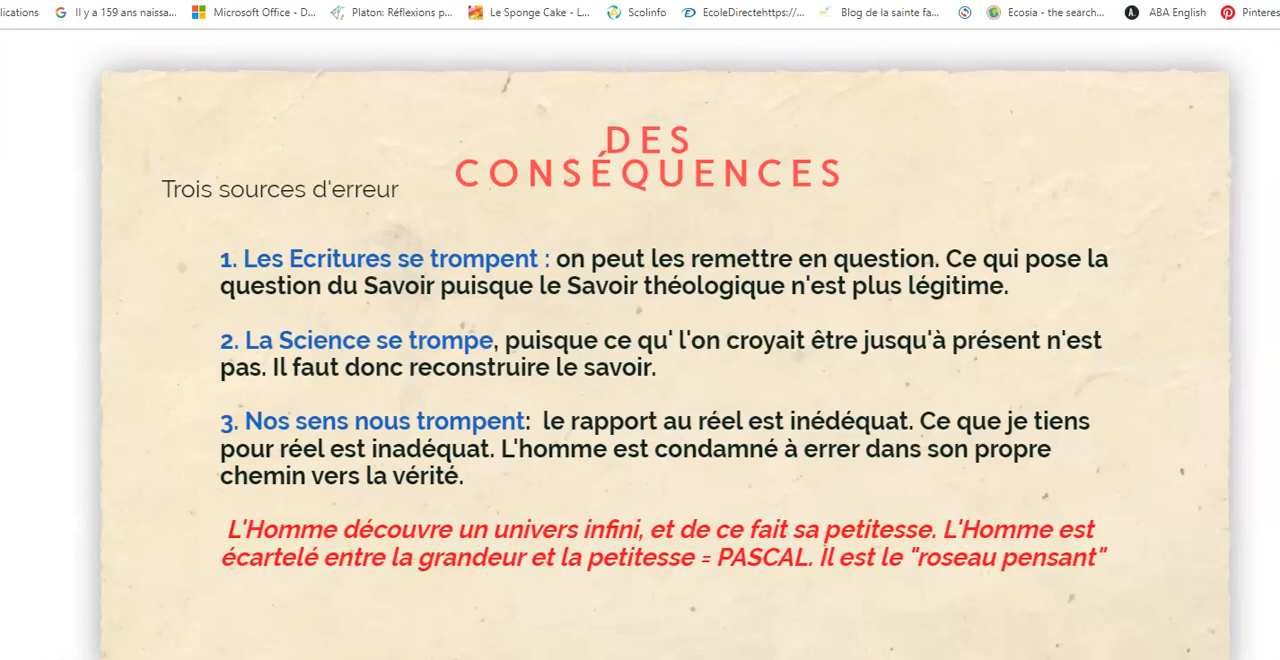 lications Il y a 159 ans naissa... Microsoft Office - D... Platon: Réflexions p... Le Sponge Cake - L... Scolinfo EcoleDirectehttps://... Blog de la sainte fa... Ecosia - the search... ABA English Pinteres
DES
CONSÉQUENCES
Trois sources d'erreur
1. Les Ecritures se trompent : on peut les remettre en question. Ce qui pose la
question du Savoir puisque le Savoir théologique n'est plus légitime.
2. La Science se trompe, puisque ce qu' l'on croyait être jusqu'à présent n'est
pas. Il faut donc reconstruire le savoir.
3. Nos sens nous trompent:  le rapport au réel est inédéquat. Ce que je tiens
pour réel est inadéquat. L'homme est condamné à errer dans son propre
chemin vers la vérité.
L'Homme découvre un univers infini, et de ce fait sa petitesse. L'Homme est
écartelé entre la grandeur et la petitesse = PASCAL. Il est le "roseau pensant"